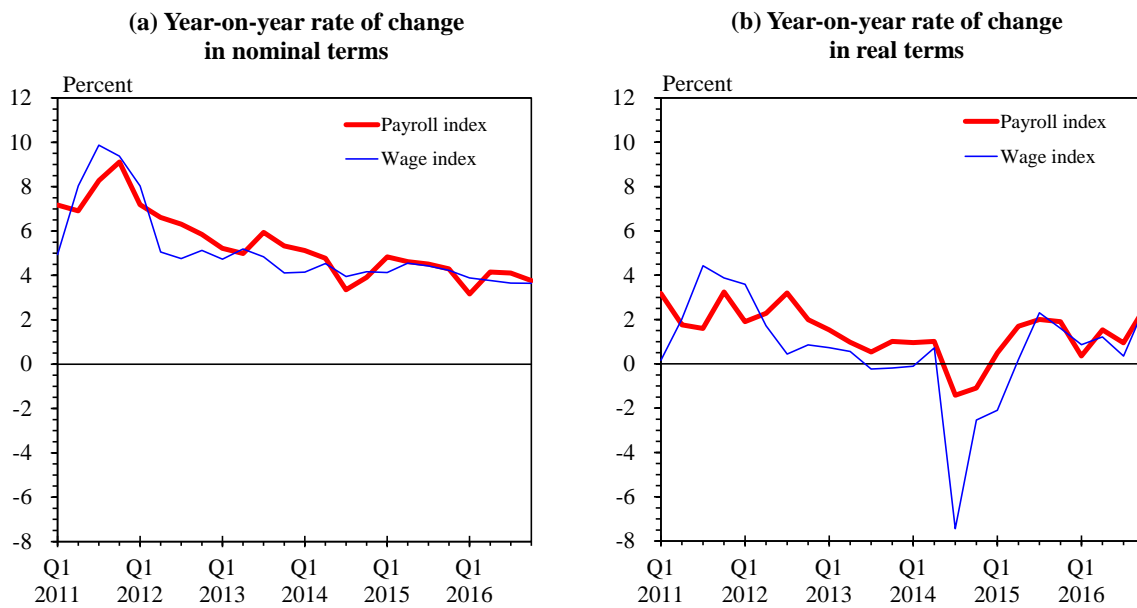 (a) Year-on-year rate of change
in nominal terms
Percent
12
10
8
6
4
2
0
-2
-4
-6
-8
Payroll index
Wage index
Q1 Q1 Q1 Q1 Q1 Q1
2011 2012 2013 2014 2015 2016
(b) Year-on-year rate of change
in real terms
Percent
12
10
8
6
4
2
0
-2
-4
-6
-8
Payroll index
Wage index
Q1 Q1 Q1 Q1 Q1 Q1
2011 2012 2013 2014 2015 2016